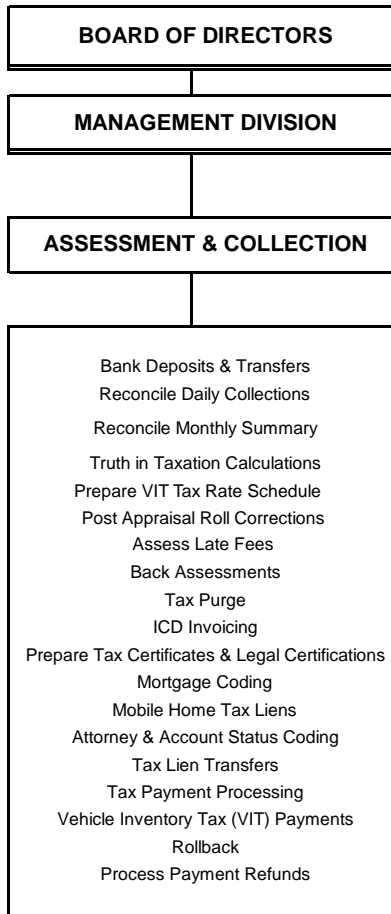 BOARD OF DIRECTORS
MANAGEMENT DIVISION
ASSESSMENT & COLLECTION
Bank Deposits & Transfers
Reconcile Daily Collections
Reconcile Monthly Summary
Truth in Taxation Calculations
Prepare VIT Tax Rate Schedule
Post Appraisal Roll Corrections
Assess Late Fees
Back Assessments
Tax Purge
ICD Invoicing
Prepare Tax Certificates & Legal Certifications
Mortgage Coding
Mobile Home Tax Liens
Attorney & Account Status Coding
Tax Lien Transfers
Tax Payment Processing
Vehicle Inventory Tax (VIT) Payments
Rollback
Process Payment Refunds